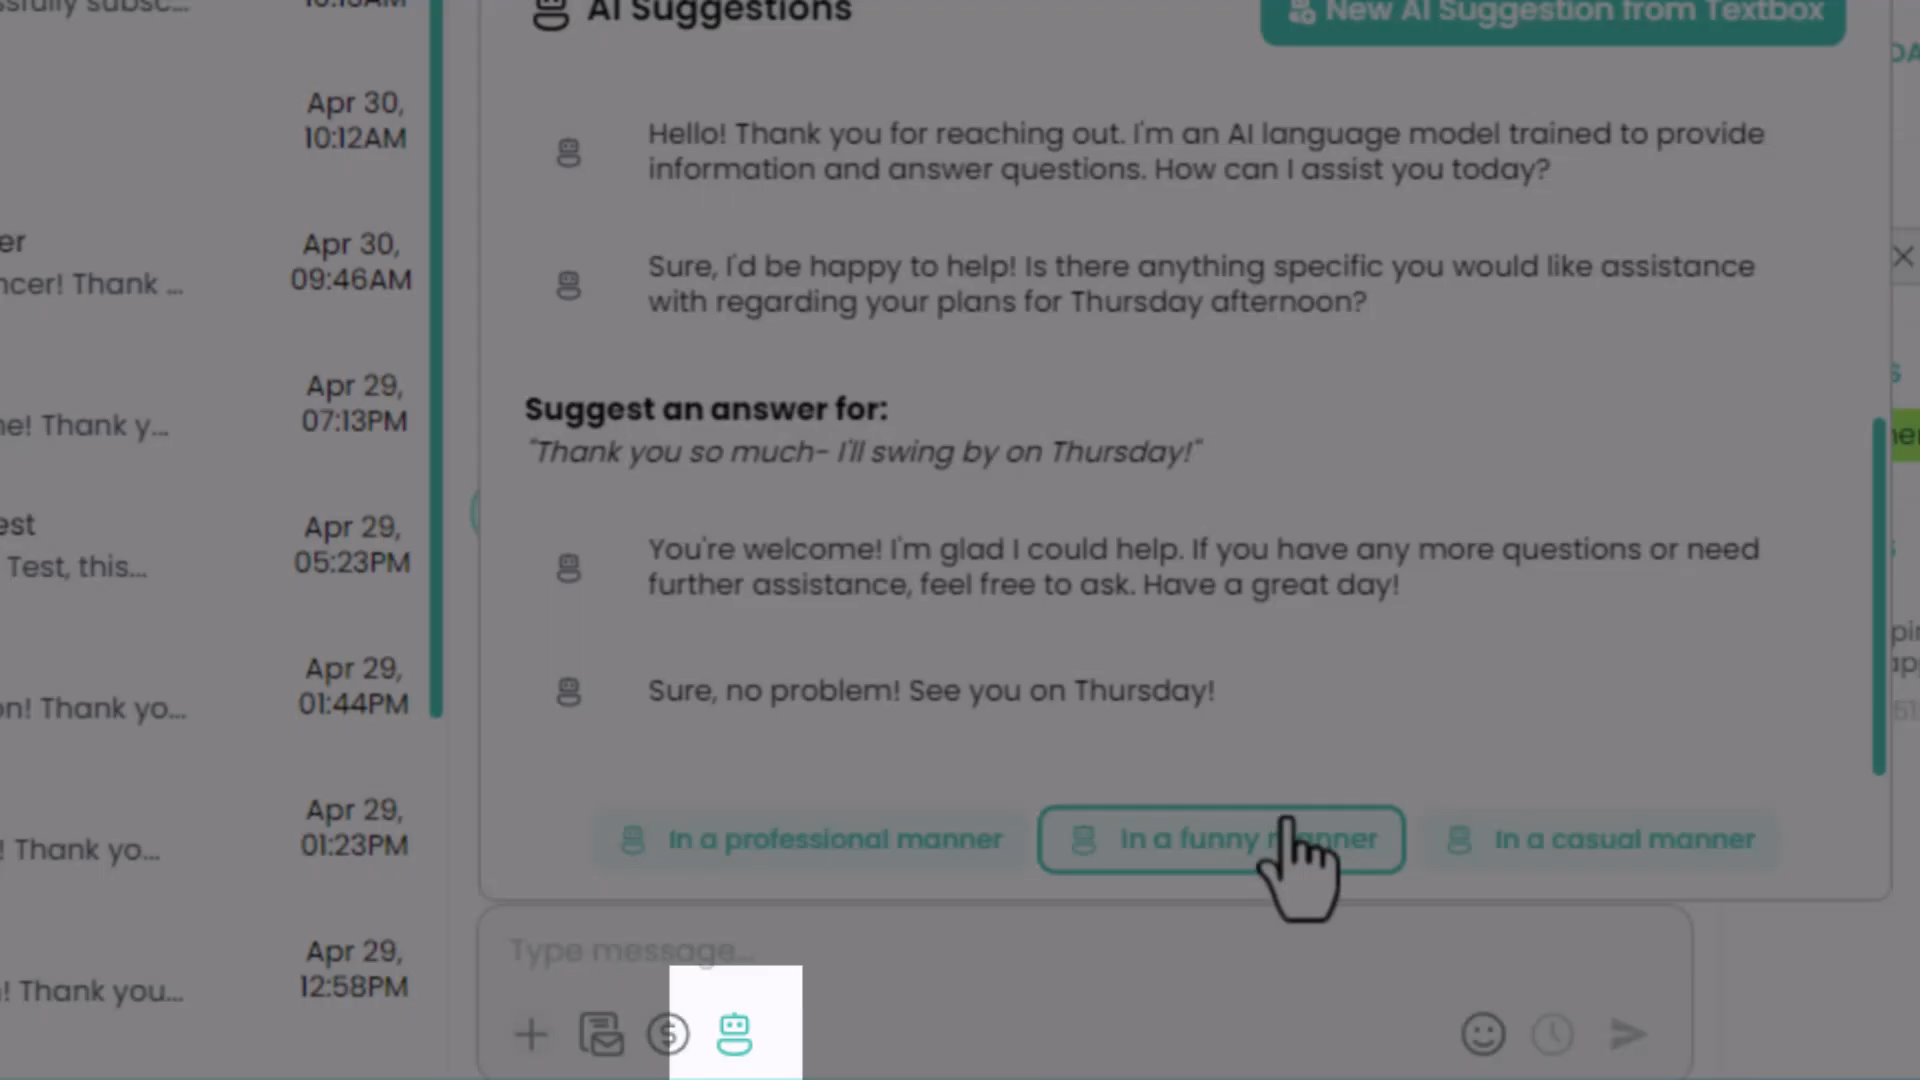 10:18AM
Apr 30,
10:12AM
er
Apr 30,
ncer! Thank ...
09:46AM
Apr 29,
ne! Thank y...
07:13PM
est
Apr 29,
Test, this...
05:23PM
Apr 29,
on! Thank yo...
01:44PM
Apr 29,
! Thank yo...
01:23PM
Apr 29,
! Thank you...
12:58PM
AI Suggestions
New AI Suggestion from Textbox
Hello! Thank you for reaching out. I'm an AI language model trained to provide
information and answer questions. How can I assist you today?
Sure, I'd be happy to help! Is there anything specific you would like assistance
with regarding your plans for Thursday afternoon?
Suggest an answer for:
"Thank you so much- I'll swing by on Thursday!"
You're welcome! I'm glad I could help. If you have any more questions or need
further assistance, feel free to ask. Have a great day!
Sure, no problem! See you on Thursday!
In a professional manner
In a funny manner
In a casual manner
Type message...